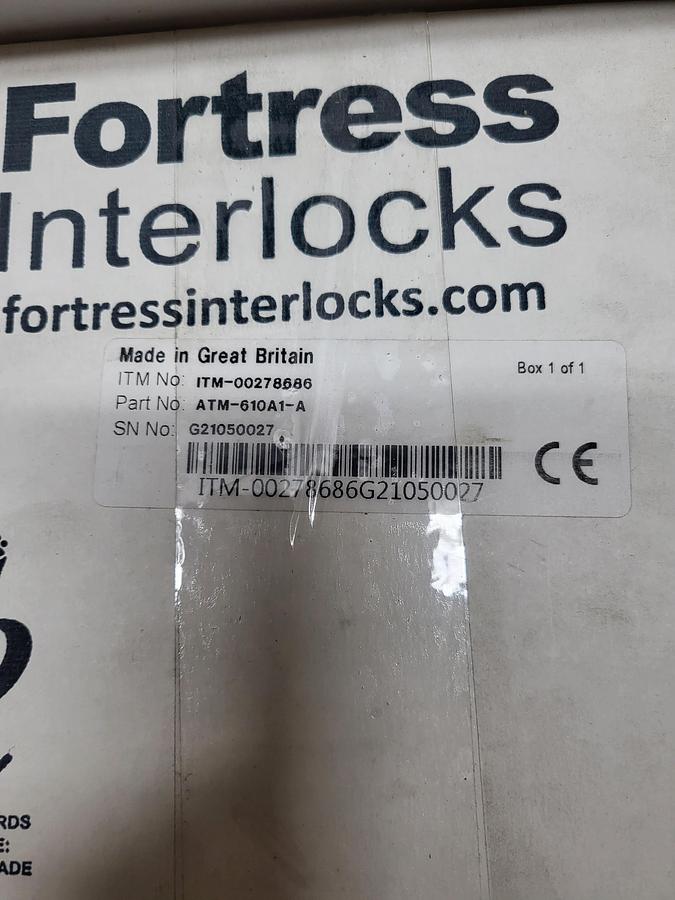 Fortress
Interlocks
fortressinterlocks.com
Made in Great Britain
Box 1 of 1
ITM No: ITM-00278686
Part No: ATM-610A1-A
SN No: G21050027
CE
ITM-00278686G21050027
RDS
E:
ADE